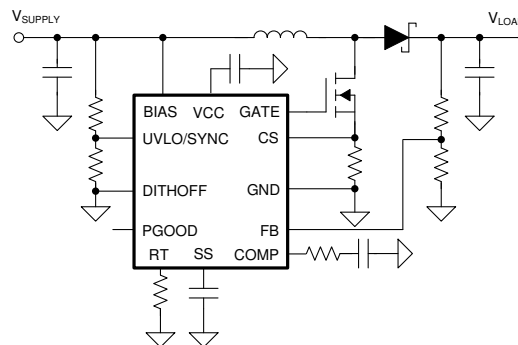 VSUPPLY
VLOA
BIAS VCC GATE
UVLO/SYNC CS
DITHOFF GND
PGOOD FB
RT SS COMP